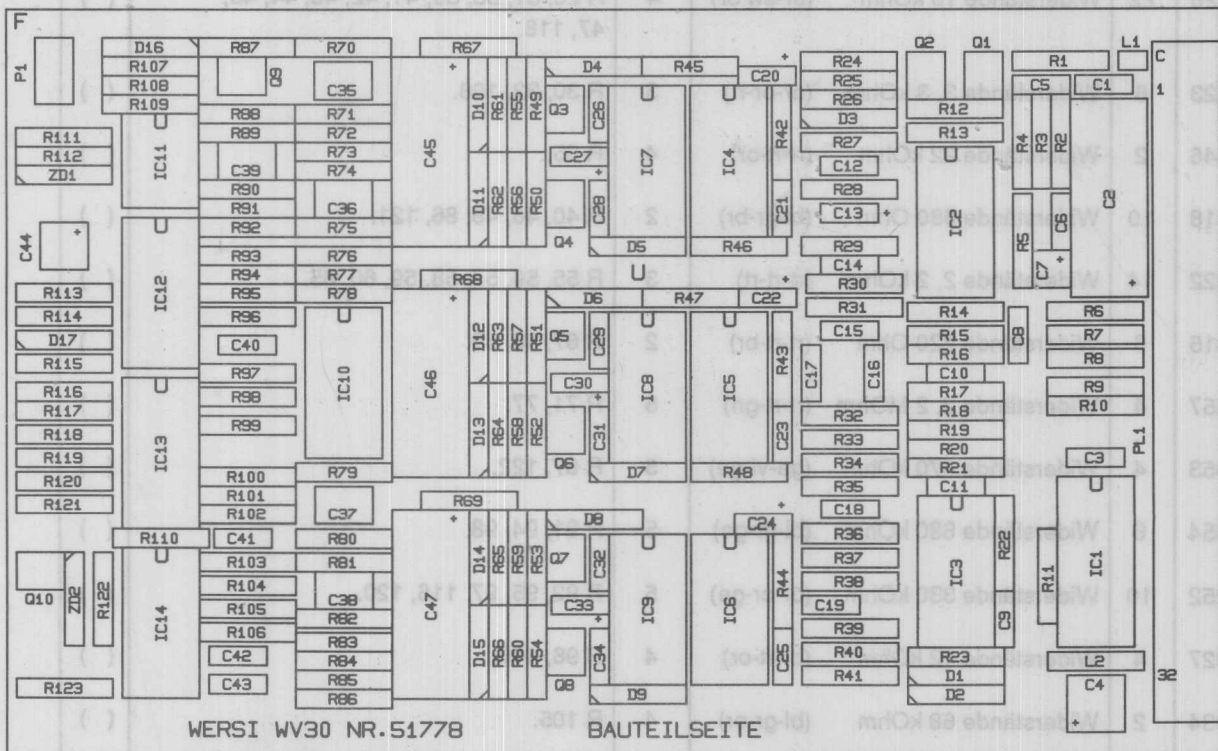 F
P1
D16
R107
R108
R109
R87
Q9
R70
C35
R67
D4
R45
C20
R24
R25
R26
D3
Q2
Q1
R1
C5
L1
C1
C
1
D10
R61
R55
R49
Q3
C26
R42
R88
R71
R12
R111
R112
ZD1
IC11
R89
R72
R73
R74
C39
C45
C27
IC7
IC4
R27
C12
R13
R4
R3
R2
R90
R91
R92
C36
R75
D11
R62
R56
R50
C28
C21
R28
C13
IC2
C2
C44
IC12
R93
R94
R95
R96
R76
R77
R78
Q4
D5
R46
R29
C14
R30
R5
C6
C7
R68
U
R113
R114
D17
R115
D6
R47
C22
R31
R14
R6
C40
R97
R98
R99
IC10
C46
D12
R63
R57
R51
Q5
C29
C30
IC8
IC5
R43
C15
C17
C16
R15
R16
C10
R17
R18
R19
R20
R21
C11
R8
R7
R8
R9
R10
R116
R117
R118
R119
R120
R121
IC13
D13
R64
R58
R52
C31
C23
R32
R33
R34
R35
C18
PL1
C3
R100
R101
R102
R79
C37
R80
Q6
D7
R48
R69
D8
C24
R110
C41
R103
R81
D14
R65
R59
R53
Q7
C32
R44
R36
R37
R38
R22
R11
IC1
Q10
ZD2
R122
IC14
R104
R105
R106
C38
R82
R83
R84
R85
R86
C47
C33
IC9
IC6
C19
R39
R40
R41
IC3
C9
R23
D1
D2
R123
C42
C43
D15
R66
R60
R54
Q8
C34
D9
C25
L2
C4
32
WERSI WV30 NR.51778 BAUTEILSEITE